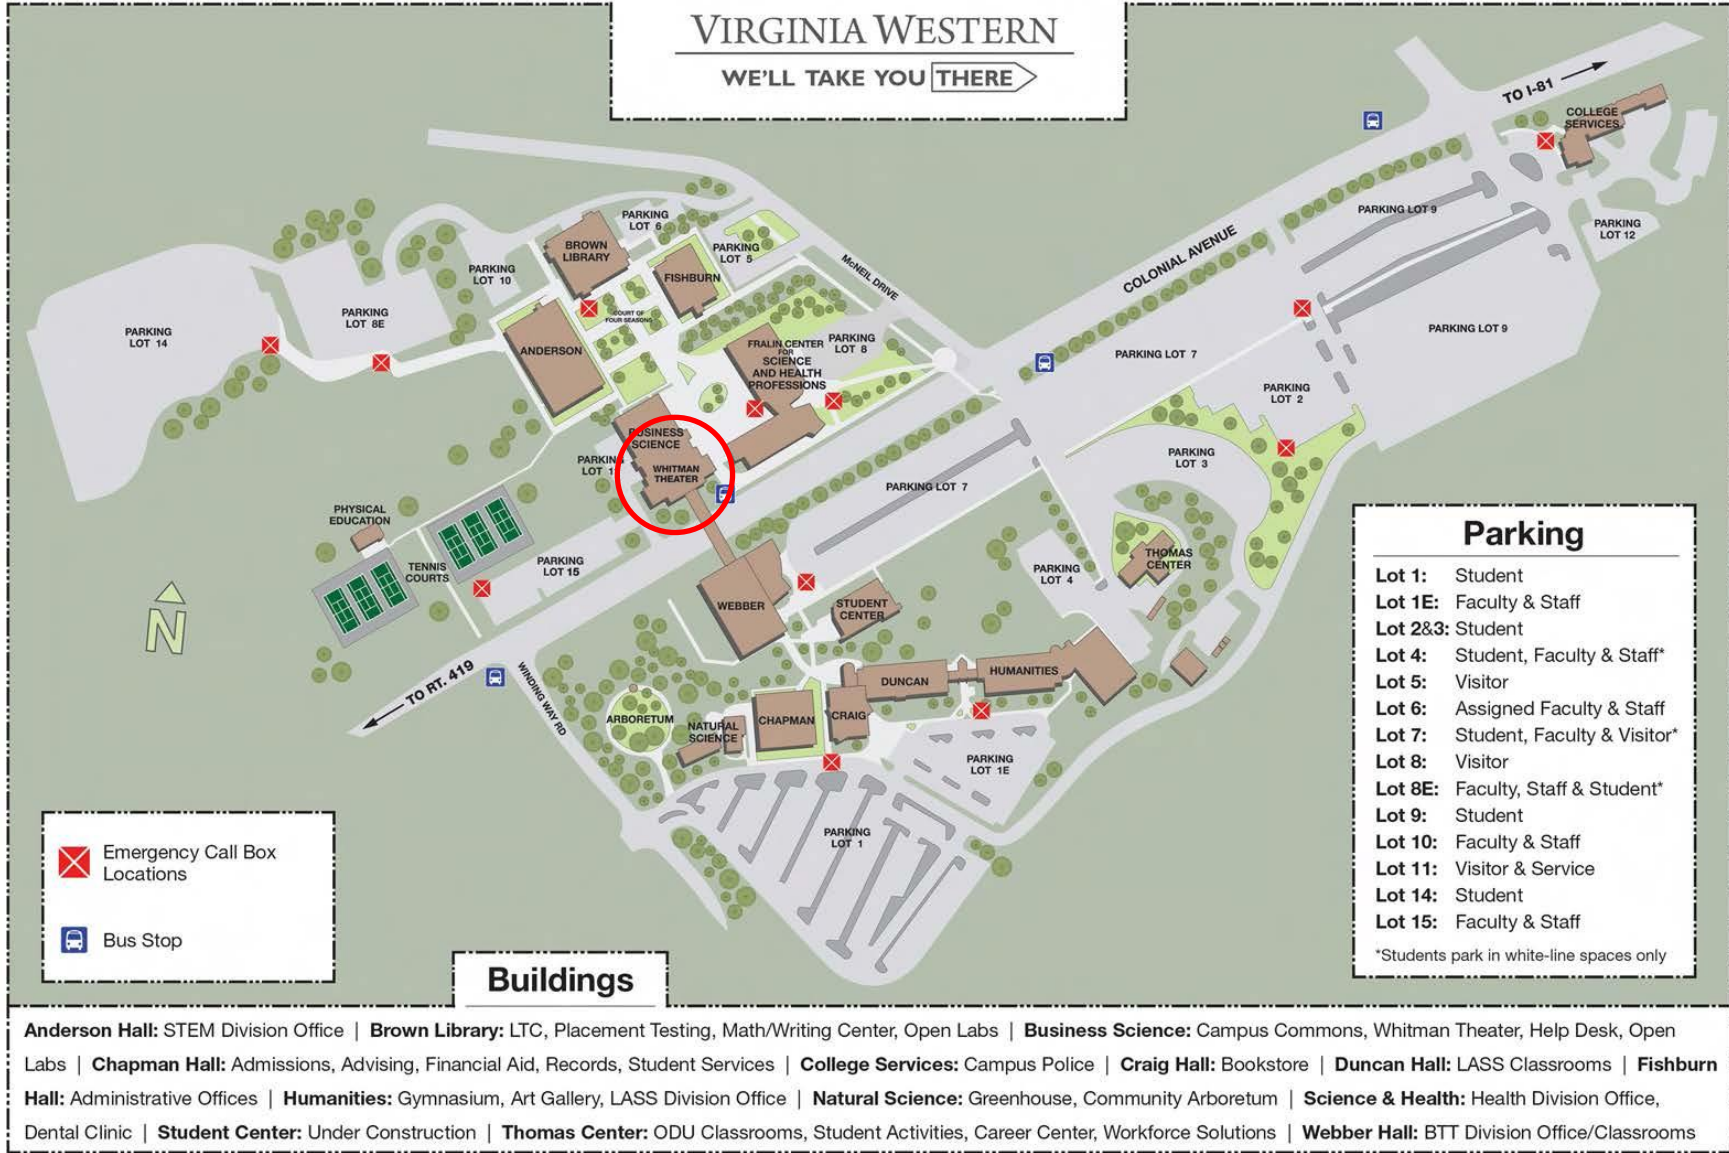 VIRGINIA WESTERN
WE'LL TAKE YOU THERE
TO I-81
COLLEGE
SERVICES
PARKING LOT 9
PARKING
LOT 12
PARKING
LOT 6
BROWN
LIBRARY
PARKING
LOT 5
FISHBURN
McNEIL DRIVE
COLONIAL AVENUE
PARKING
LOT 10
PARKING
LOT 8E
PARKING
LOT 14
COURT OF
FOUR SEASONS
ANDERSON
FRALIN CENTER
FOR
SCIENCE
AND HEALTH
PROFESSIONS
PARKING
LOT 8
PARKING LOT 7
PARKING LOT 9
PARKING
LOT 2
BUSINESS
SCIENCE
WHITMAN
THEATER
PARKING
LOT 1
PARKING
LOT 3
PARKING LOT 7
PHYSICAL
EDUCATION
TENNIS
COURTS
PARKING
LOT 15
THOMAS
CENTER
PARKING
LOT 4
WEBBER
STUDENT
CENTER
N
TO RT. 419
WINDING WAY RD
DUNCAN
HUMANITIES
ARBORETUM
NATURAL
SCIENCE
CHAPMAN
CRAIG
PARKING
LOT 1E
PARKING
LOT 1
Parking
Lot 1: Student
Lot 1E: Faculty & Staff
Lot 2&3: Student
Lot 4: Student, Faculty & Staff*
Lot 5: Visitor
Lot 6: Assigned Faculty & Staff
Lot 7: Student, Faculty & Visitor*
Lot 8: Visitor
Lot 8E: Faculty, Staff & Student*
Lot 9: Student
Lot 10: Faculty & Staff
Lot 11: Visitor & Service
Lot 14: Student
Lot 15: Faculty & Staff
*Students park in white-line spaces only
Emergency Call Box
Locations
Bus Stop
Buildings
Anderson Hall: STEM Division Office | Brown Library: LTC, Placement Testing, Math/Writing Center, Open Labs | Business Science: Campus Commons, Whitman Theater, Help Desk, Open
Labs | Chapman Hall: Admissions, Advising, Financial Aid, Records, Student Services | College Services: Campus Police | Craig Hall: Bookstore | Duncan Hall: LASS Classrooms | Fishburn
Hall: Administrative Offices | Humanities: Gymnasium, Art Gallery, LASS Division Office | Natural Science: Greenhouse, Community Arboretum | Science & Health: Health Division Office,
Dental Clinic | Student Center: Under Construction | Thomas Center: ODU Classrooms, Student Activities, Career Center, Workforce Solutions | Webber Hall: BTT Division Office/Classrooms